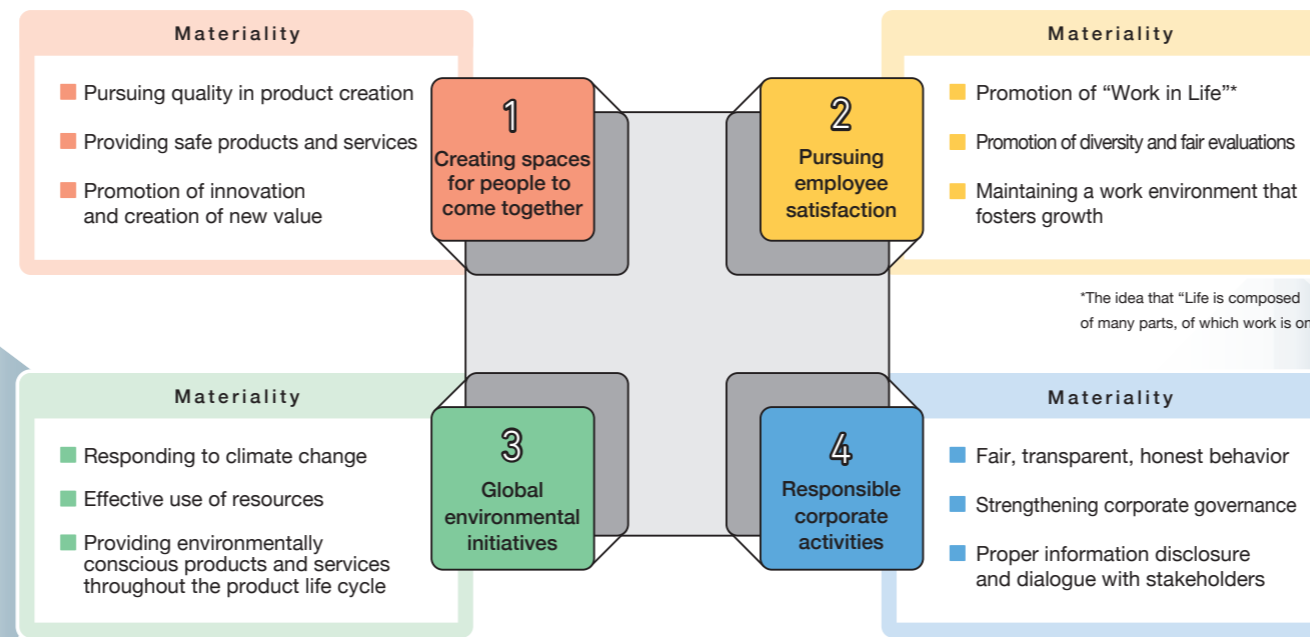 Materiality
Pursuing quality in product creation
Providing safe products and services
Promotion of innovation
and creation of new value
1
Creating spaces
for people to
come together
2
Pursuing
employee
satisfaction
Materiality
Promotion of “Work in Life”*
Promotion of diversity and fair evaluations
Maintaining a work environment that
fosters growth
*The idea that “Life is composed
of many parts, of which work is
Materiality
Responding to climate change
Effective use of resources
Providing environmentally
conscious products and services
throughout the product life cycle
3
Global
environmental
initiatives
4
Responsible
corporate
activities
Materiality
Fair, transparent, honest behavior
Strengthening corporate governance
Proper information disclosure
and dialogue with stakeholders